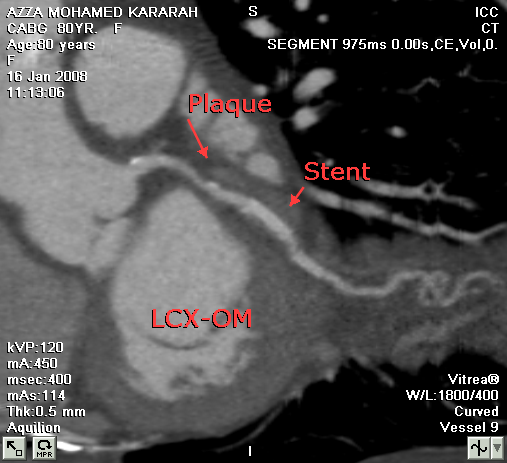 AZZA MOHAMED KARARAH
CABG 80YR. F
Age:80 years
F
16 Jan 2008
11:13:06
S
ICC
CT
SEGMENT 975ms 0.00s,CE,Vol,0.
Plaque
Stent
LCX-OM
kVP:120
mA:450
msec:400
mAs:114
Thk:0.5 mm
Aquilion
MPR
I
Vitrea®
W/L:1800/400
Curved
Vessel 9